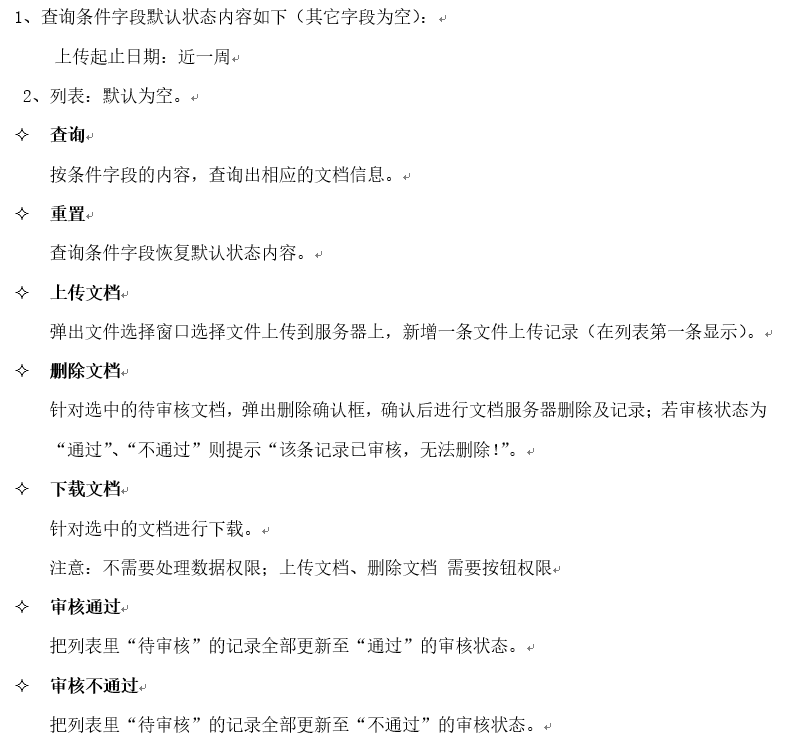 1、查询条件字段默认状态内容如下（其它字段为空）：
上传起止日期：近一周
2、列表：默认为空。
✧ 查询
按条件字段的内容，查询出相应的文档信息。
✧ 重置
查询条件字段恢复默认状态内容。
✧ 上传文档
弹出文件选择窗口选择文件上传到服务器上，新增一条文件上传记录（在列表第一条显示）。
✧ 删除文档
针对选中的待审核文档，弹出删除确认框，确认后进行文档服务器删除及记录；若审核状态为
“通过”、“不通过”则提示“该条记录已审核，无法删除！”。
✧ 下载文档
针对选中的文档进行下载。
注意：不需要处理数据权限；上传文档、删除文档 需要按钮权限
✧ 审核通过
把列表里“待审核”的记录全部更新至“通过”的审核状态。
✧ 审核不通过
把列表里“待审核”的记录全部更新至“不通过”的审核状态。